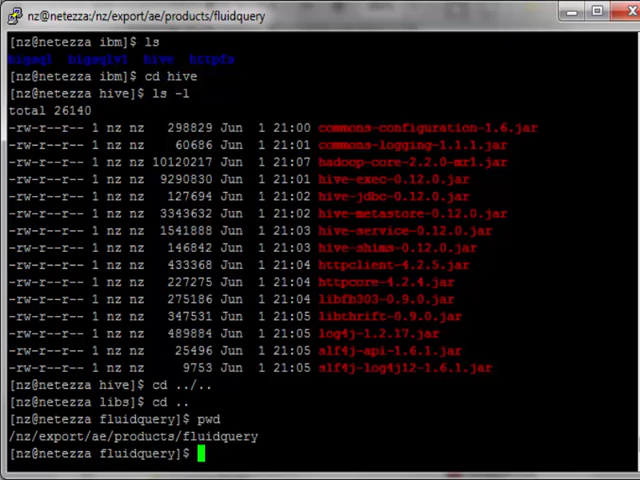 nz@netezza:/nz/export/ae/products/fluidquery
[nz@netezza ibm]$ ls
bigsql bigsqlv1 hive httpfs
[nz@netezza ibm]$ cd hive
[nz@netezza hive]$ ls -l
total 26140
-rw-r--r-- 1 nz nz 298829 Jun 1 21:00 commons-configuration-1.6.jar
-rw-r--r-- 1 nz nz 60686 Jun 1 21:01 commons-logging-1.1.1.jar
-rw-r--r-- 1 nz nz 10120217 Jun 1 21:07 hadoop-core-2.2.0-mr1.jar
-rw-r--r-- 1 nz nz 9290830 Jun 1 21:01 hive-exec-0.12.0.jar
-rw-r--r-- 1 nz nz 127694 Jun 1 21:02 hive-jdbc-0.12.0.jar
-rw-r--r-- 1 nz nz 3343632 Jun 1 21:02 hive-metastore-0.12.0.jar
-rw-r--r-- 1 nz nz 1541888 Jun 1 21:03 hive-service-0.12.0.jar
-rw-r--r-- 1 nz nz 146842 Jun 1 21:03 hive-shims-0.12.0.jar
-rw-r--r-- 1 nz nz 433368 Jun 1 21:04 httpclient-4.2.5.jar
-rw-r--r-- 1 nz nz 227275 Jun 1 21:04 httpcore-4.2.4.jar
-rw-r--r-- 1 nz nz 275186 Jun 1 21:04 libfb303-0.9.0.jar
-rw-r--r-- 1 nz nz 347531 Jun 1 21:05 libthrift-0.9.0.jar
-rw-r--r-- 1 nz nz 489884 Jun 1 21:05 log4j-1.2.17.jar
-rw-r--r-- 1 nz nz 25496 Jun 1 21:05 slf4j-api-1.6.1.jar
-rw-r--r-- 1 nz nz 9753 Jun 1 21:05 slf4j-log4j12-1.6.1.jar
[nz@netezza hive]$ cd ../..
[nz@netezza libs]$ cd ..
[nz@netezza fluidquery]$ pwd
/nz/export/ae/products/fluidquery
[nz@netezza fluidquery]$